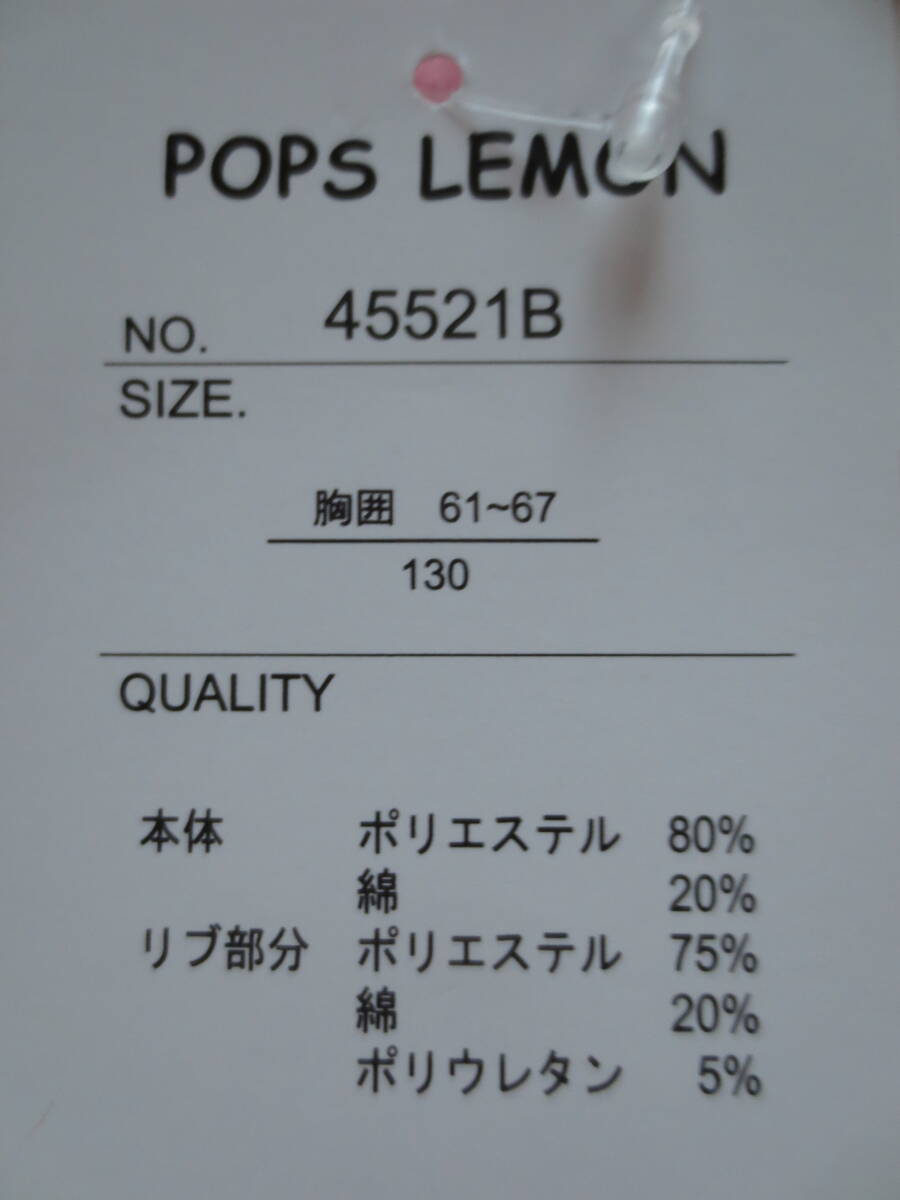 POPS LEMON
NO. 45521B
SIZE.
胸囲 61~67
130
QUALITY
本体 ポリエステル 80%
綿 20%
リブ部分 ポリエステル 75%
綿 20%
ポリウレタン 5%